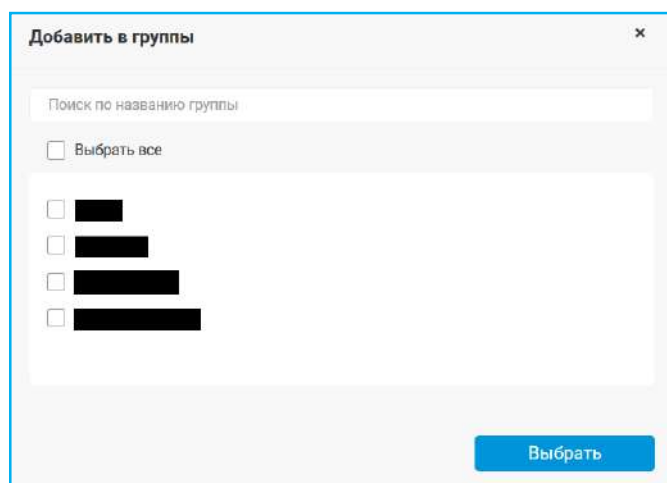 Добавить в группы ×
Поиск по названию группы
Выбрать все
Выбрать